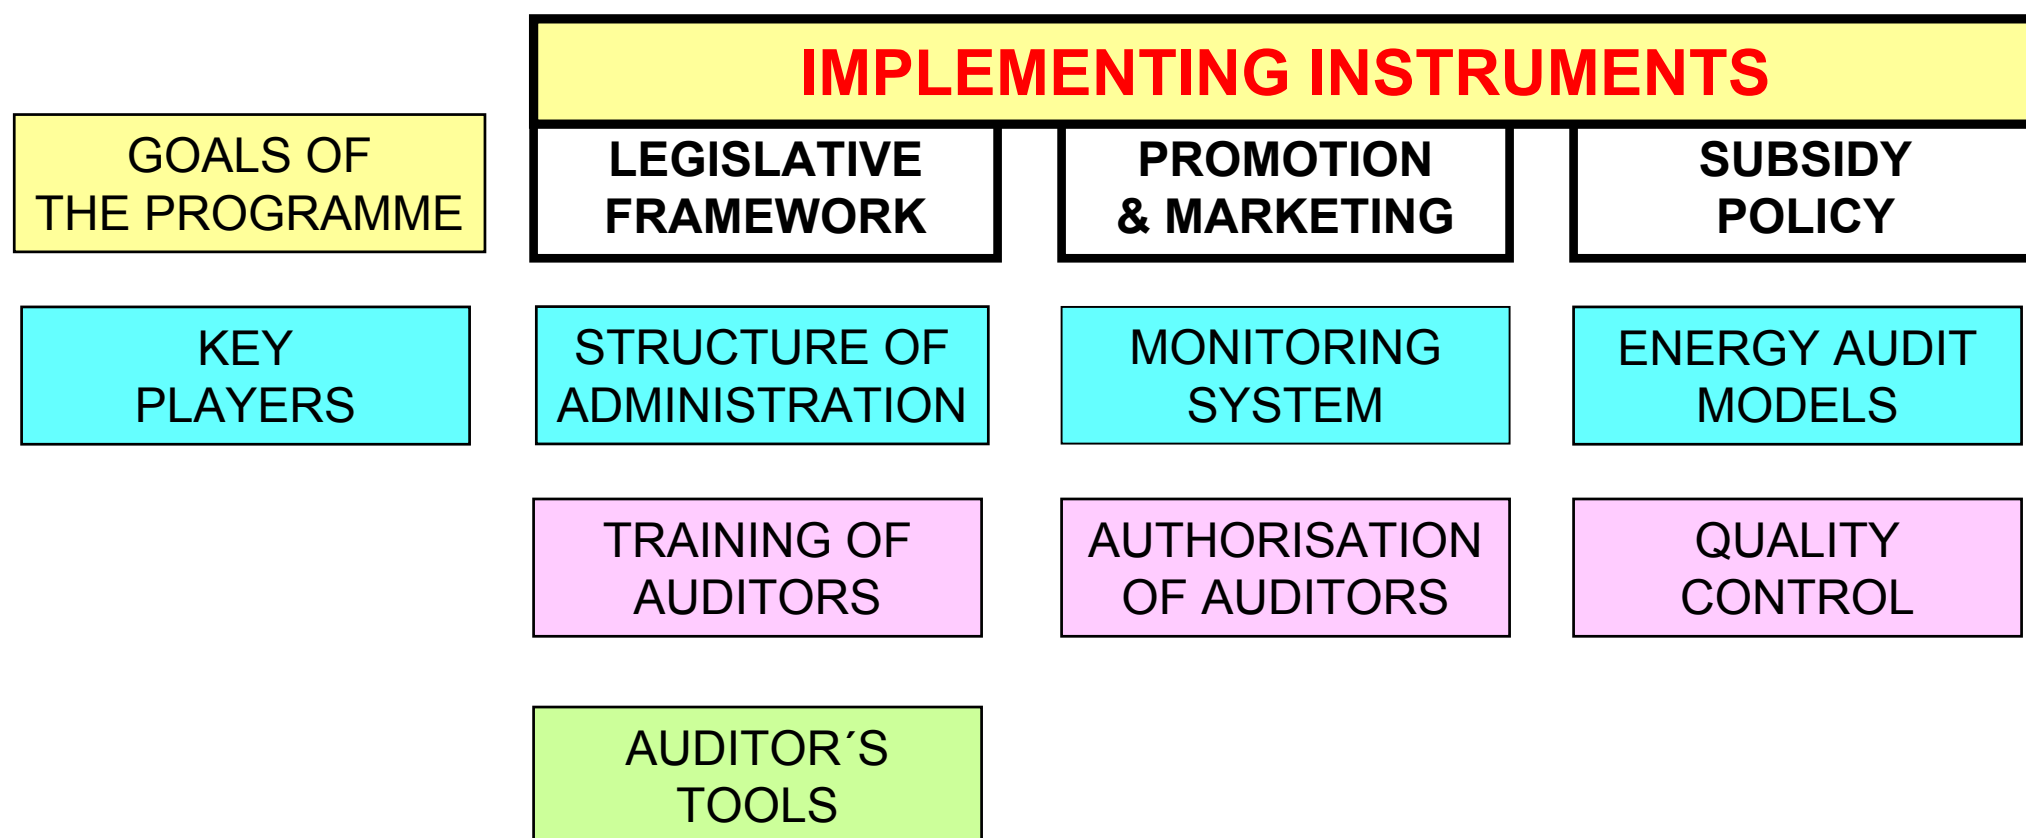 IMPLEMENTING INSTRUMENTS
GOALS OF
THE PROGRAMME
LEGISLATIVE
FRAMEWORK
PROMOTION
& MARKETING
SUBSIDY
POLICY
KEY
PLAYERS
STRUCTURE OF
ADMINISTRATION
MONITORING
SYSTEM
ENERGY AUDIT
MODELS
TRAINING OF
AUDITORS
AUTHORISATION
OF AUDITORS
QUALITY
CONTROL
AUDITOR´S
TOOLS